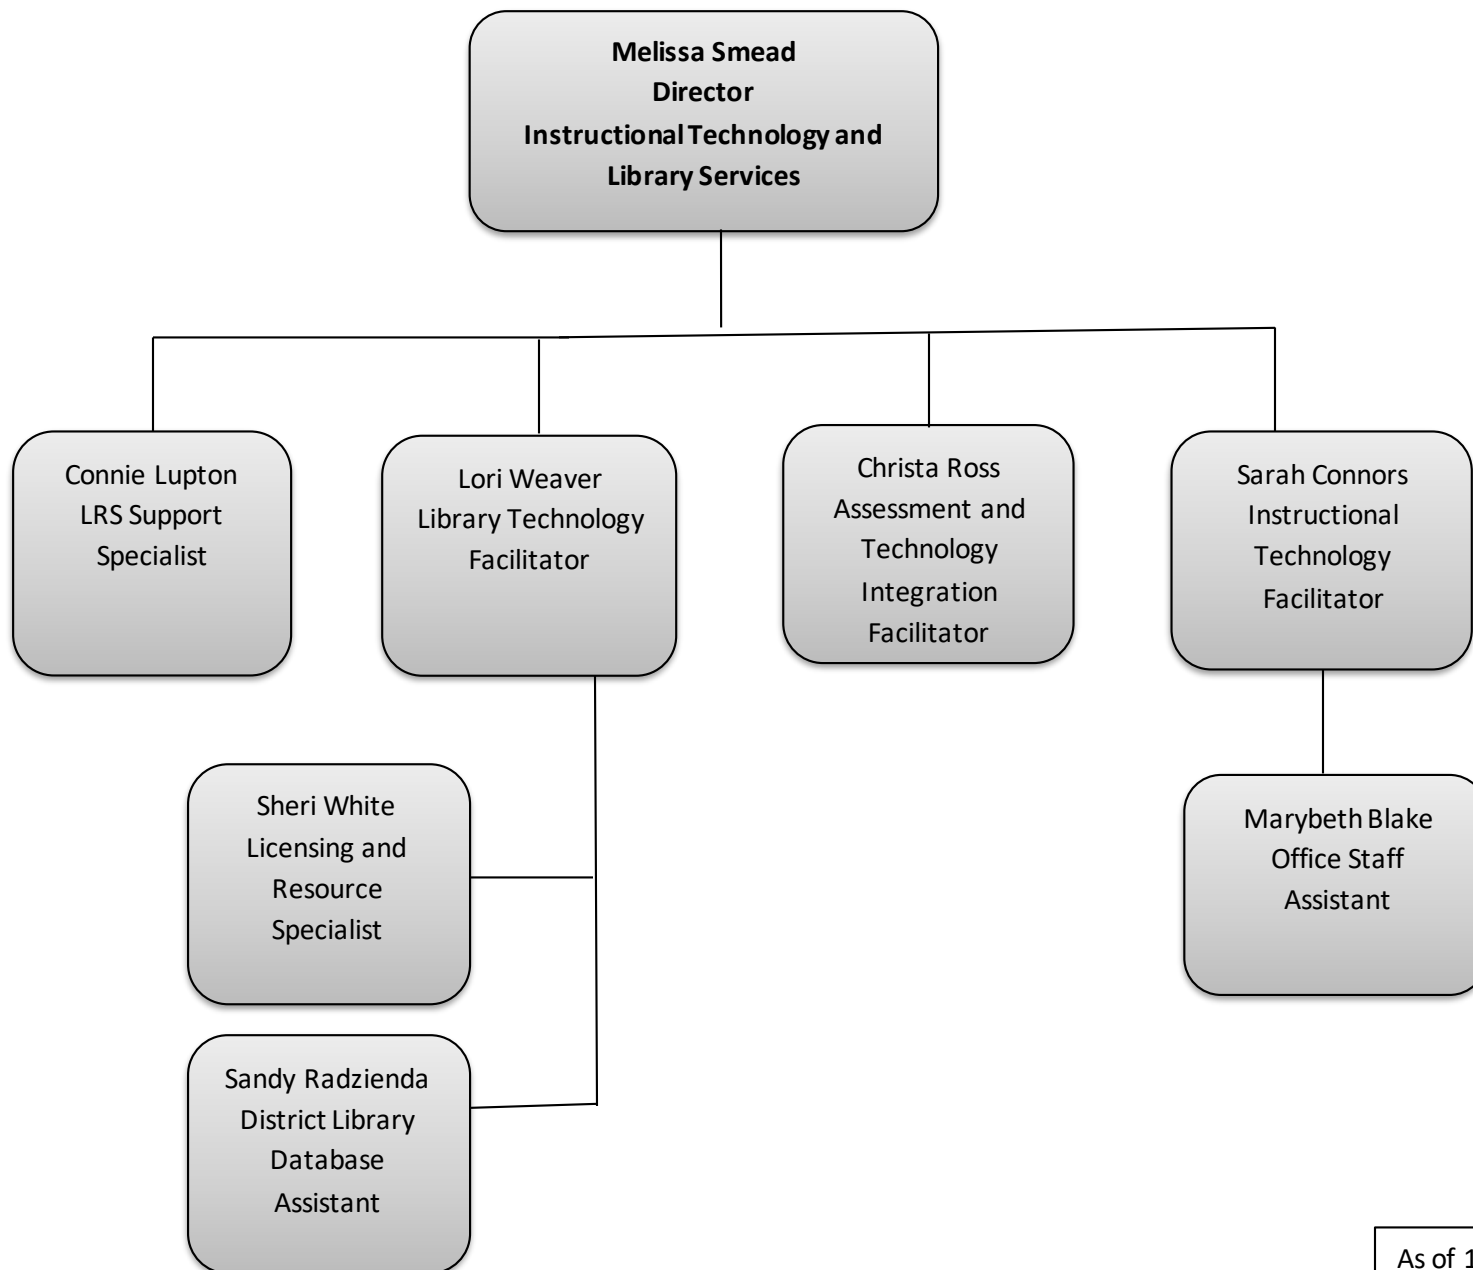 Melissa Smead
Director
Instructional Technology and
Library Services
Connie Lupton
LRS Support
Specialist
Lori Weaver
Library Technology
Facilitator
Christa Ross
Assessment and
Technology
Integration
Facilitator
Sarah Connors
Instructional
Technology
Facilitator
Sheri White
Licensing and
Resource
Specialist
Marybeth Blake
Office Staff
Assistant
Sandy Radzienda
District Library
Database
Assistant
As of 1